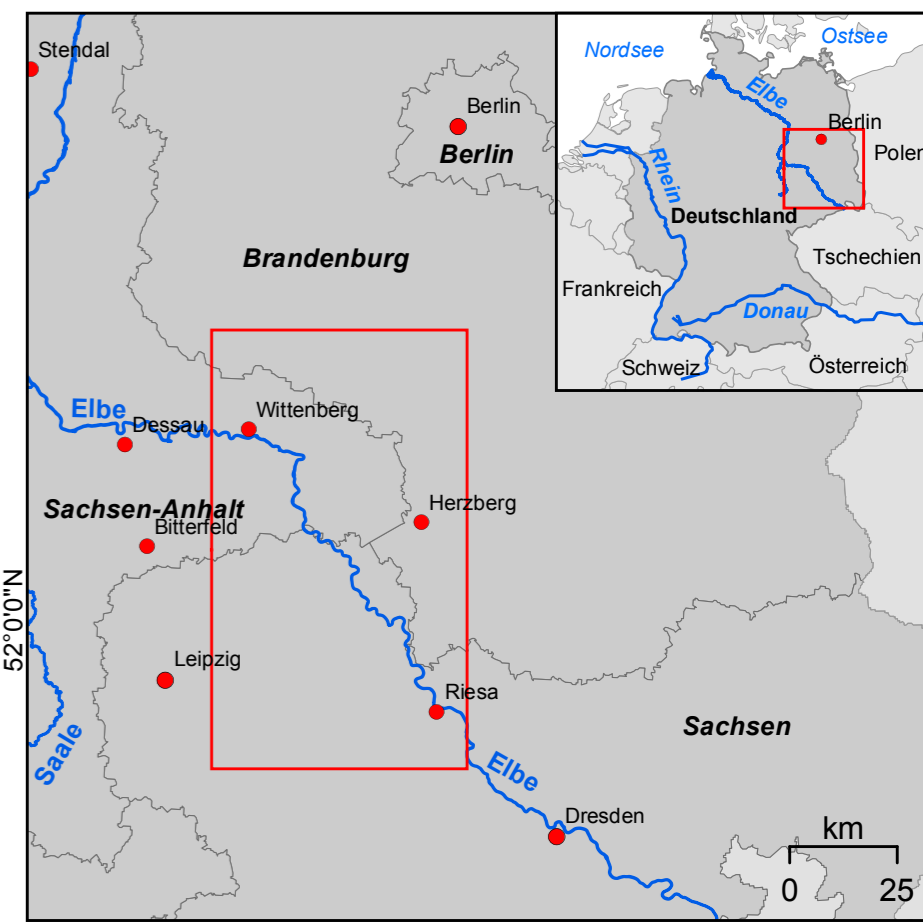 Stendal
Berlin
Berlin
Brandenburg
Elbe
Dessau
Wittenberg
Sachsen-Anhalt
Bitterfeld
Herzberg
52°0'0"N
Leipzig
Riesa
Saale
Sachsen
Elbe
Dresden
km
0 25
Nordsee
Ostsee
Elbe
Berlin
Rhein
Polen
Deutschland
Tschechien
Frankreich
Donau
Schweiz
Österreich